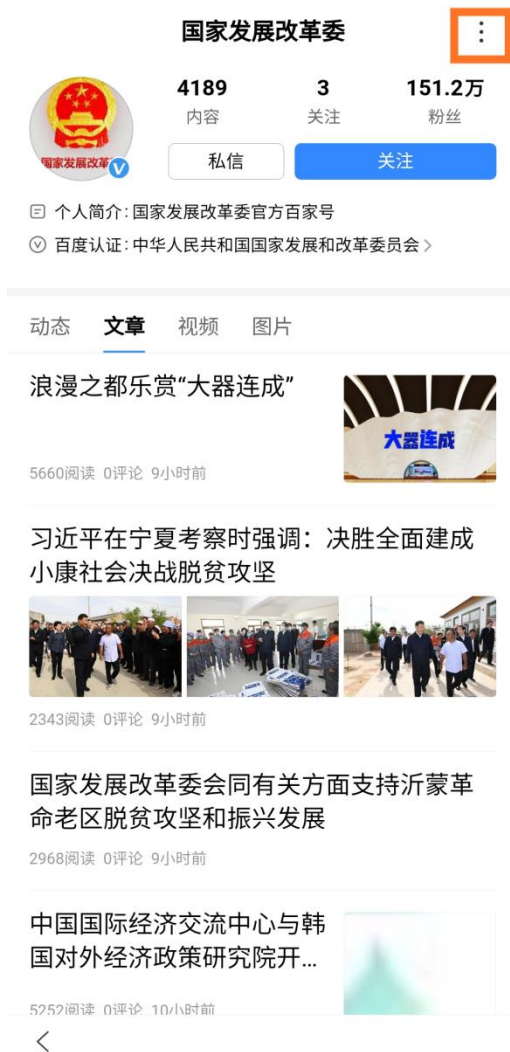 国家发展改革委
4189
3
151.2万
内容
关注
粉丝
国家发展改革
私信
关注
个人简介:国家发展改革委官方百家号
百度认证:中华人民共和国国家发展和改革委员会
动态 文章 视频 图片
浪漫之都乐赏“大器连成”
大器连成
5660阅读 0评论 9小时前
习近平在宁夏考察时强调：决胜全面建成
小康社会决战脱贫攻坚
2343阅读 0评论 9小时前
国家发展改革委会同有关方面支持沂蒙革
命老区脱贫攻坚和振兴发展
2968阅读 0评论 9小时前
中国国际经济交流中心与韩
国对外经济政策研究院开...
5252阅读 0评论 10小时前